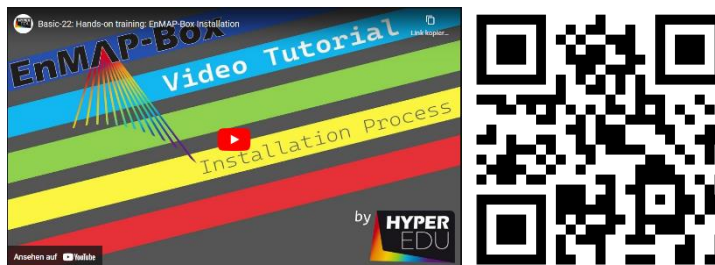 Basic-22: Hands-on training: EnMAP-Box Installation
Link kopier...
EnMAP-Box
Video Tutorial
Installation Process
by HYPER
EDU
Ansehen auf YouTube